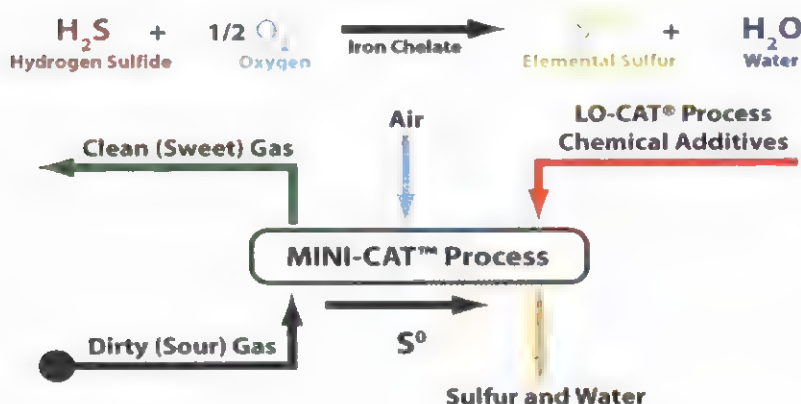 H₂S + 1/2 O₂ + H₂O
Iron Chelate
Hydrogen Sulfide Oxygen Elemental Sulfur Water
Air
LO-CAT® Process
Chemical Additives
Clean (Sweet) Gas
MINI-CAT™ Process
S⁰
Dirty (Sour) Gas
Sulfur and Water